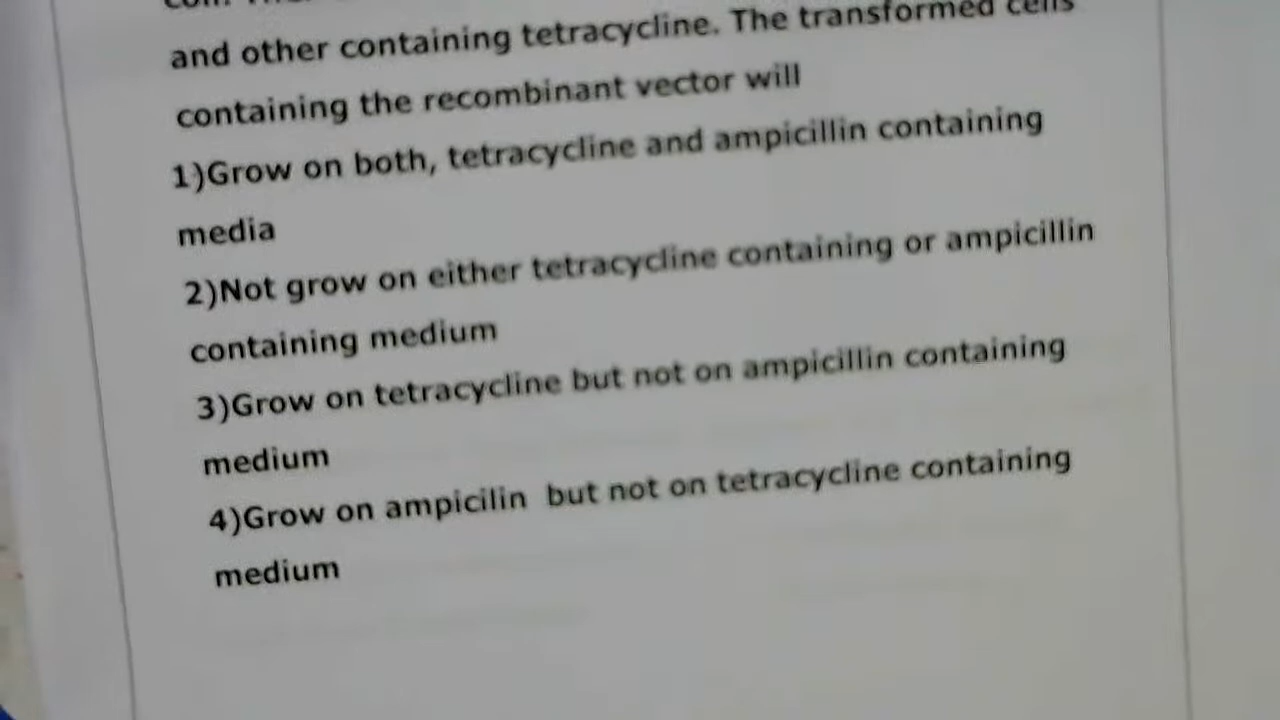 and other containing tetracycline. The transformed cells
containing the recombinant vector will
1)Grow on both, tetracycline and ampicillin containing
media
2)Not grow on either tetracycline containing or ampicillin
containing medium
3)Grow on tetracycline but not on ampicillin containing
medium
4)Grow on ampicilin but not on tetracycline containing
medium